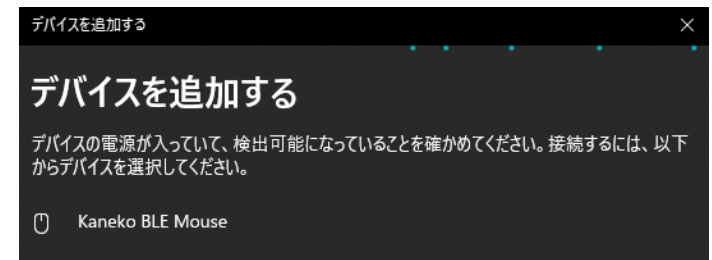 デバイスを追加する
デバイスを追加する
デバイスの電源が入っていて、検出可能になっていることを確かめてください。接続するには、以下
からデバイスを選択してください。
Kaneko BLE Mouse